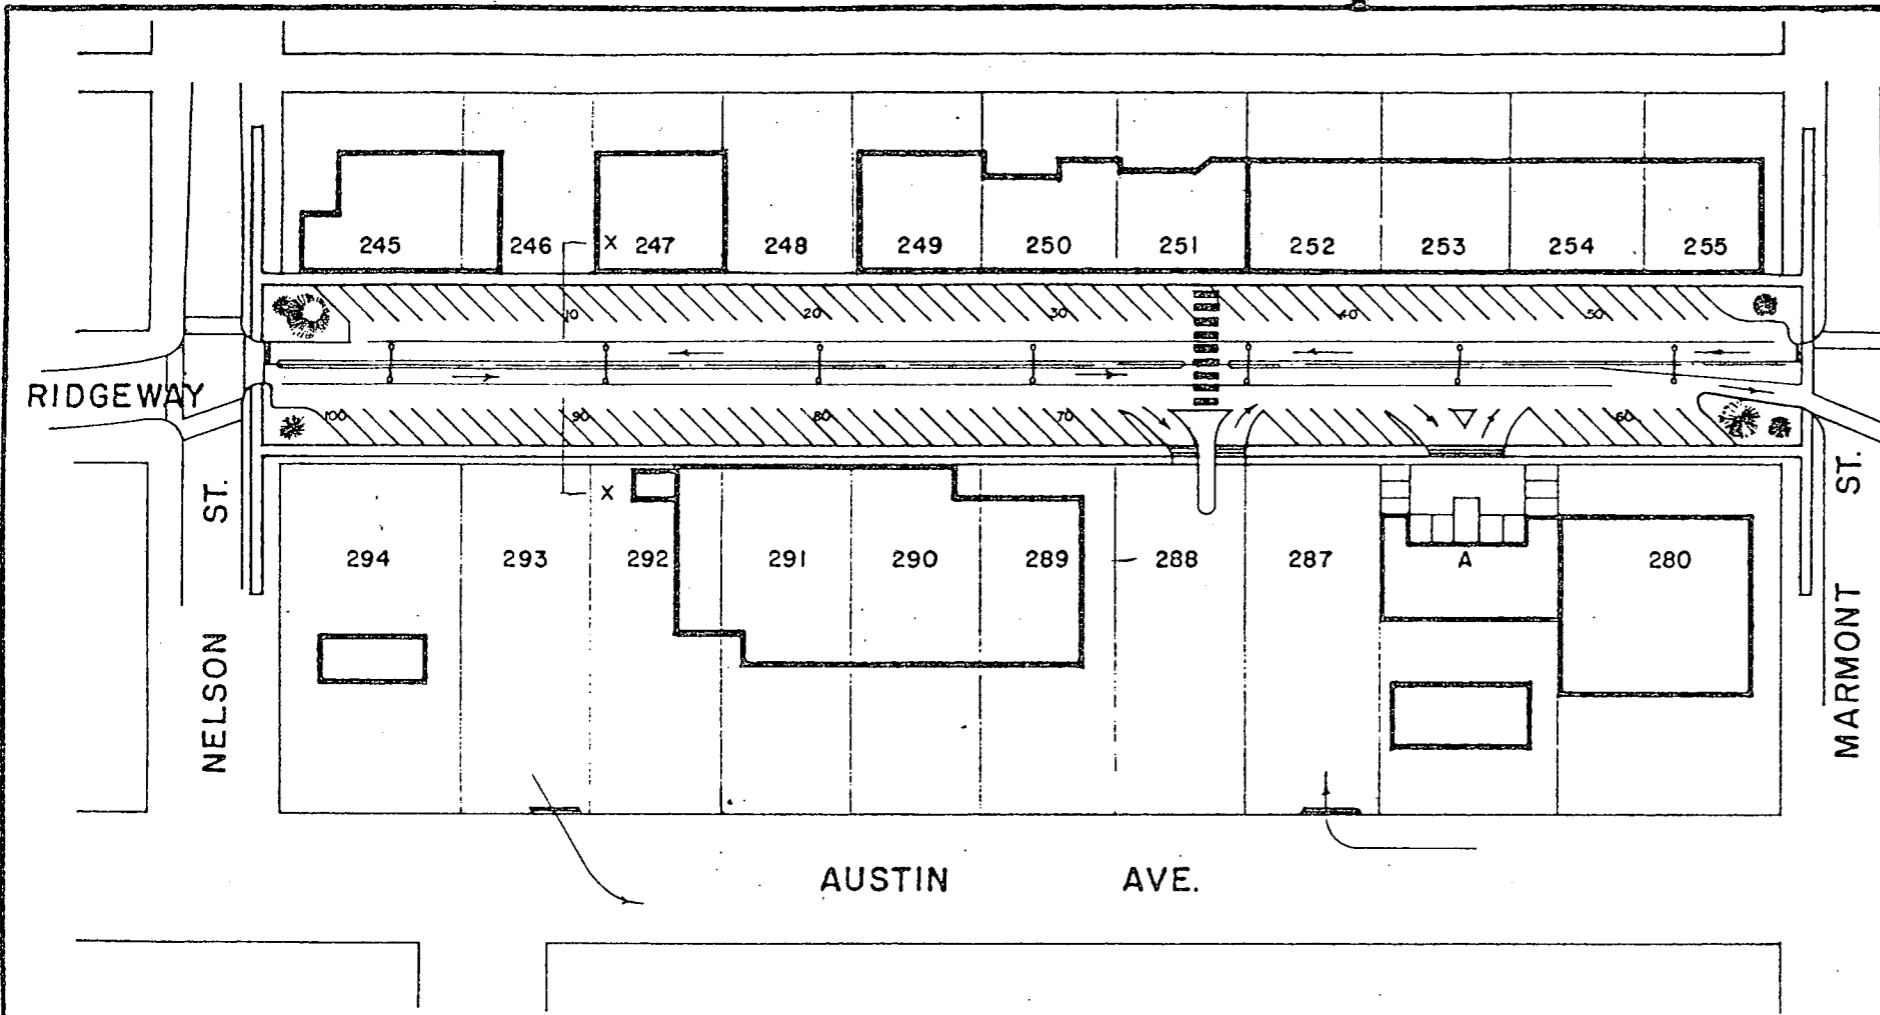 245 246 X 247 248 249 250 251 252 253 254 255
10 20 30 40 50
RIDGEWAY
100 90 80 70 60
X
294 293 292 291 290 289 288 287 A 280
NELSON ST.
MARMONT ST.
AUSTIN AVE.